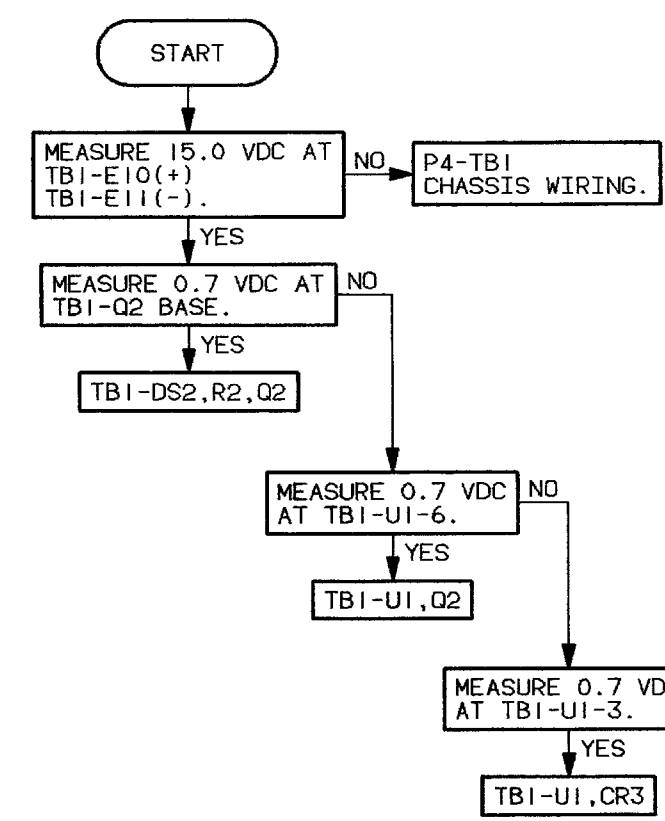 START
MEASURE 15.0 VDC AT
TB1-E10(+)
TB1-E11(-).
NO
P4-TB1
CHASSIS WIRING.
YES
MEASURE 0.7 VDC AT
TB1-Q2 BASE.
NO
YES
TB1-DS2,R2,Q2
MEASURE 0.7 VDC
AT TB1-U1-6.
NO
YES
TB1-U1,Q2
MEASURE 0.7 VD
AT TB1-U1-3.
YES
TB1-U1,CR3